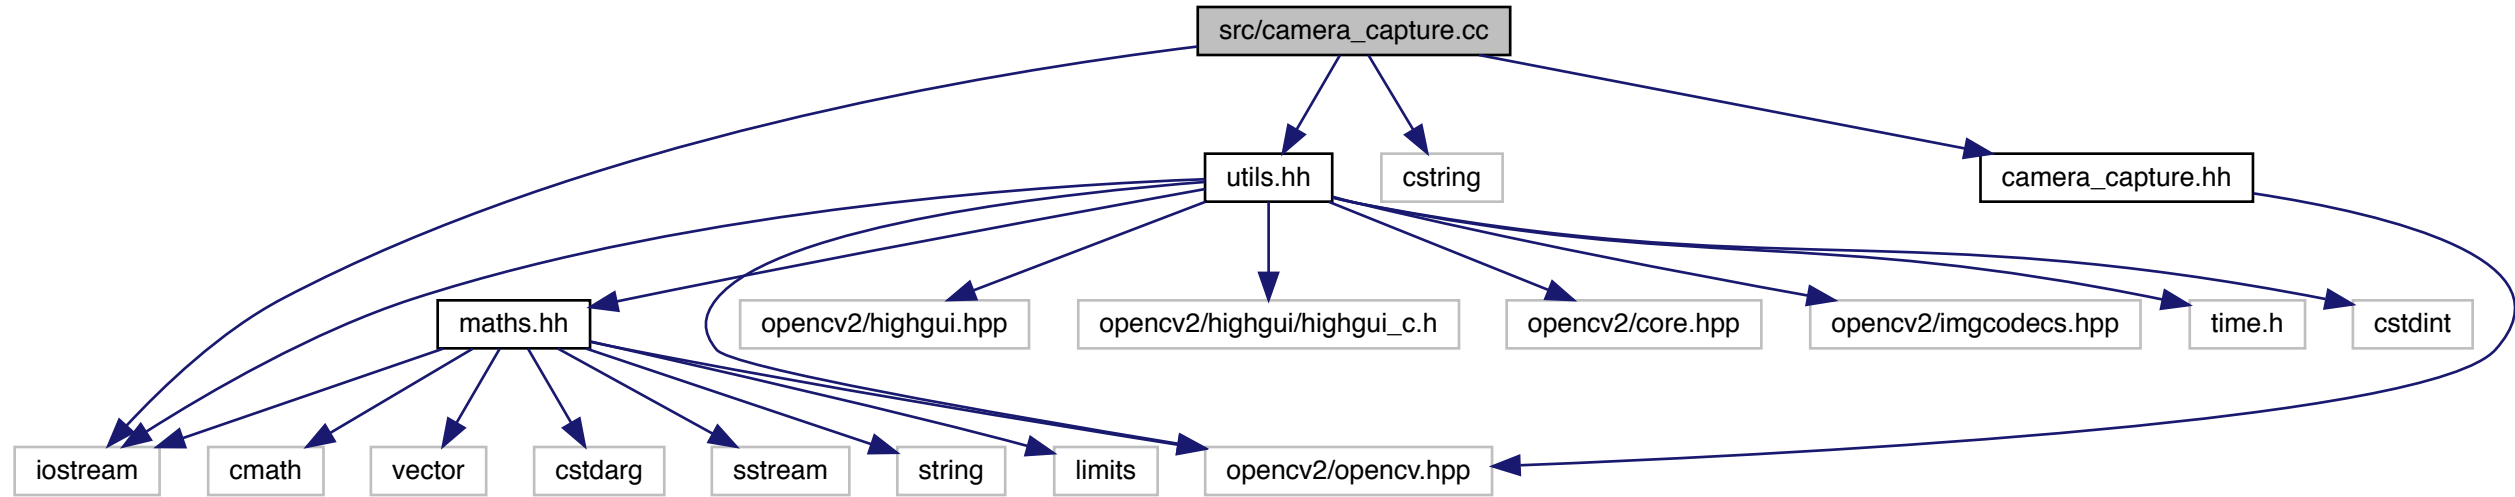 src/camera_capture.cc
utils.hh
cstring
camera_capture.hh
maths.hh
opencv2/highgui.hpp
opencv2/highgui/highgui_c.h
opencv2/core.hpp
opencv2/imgcodecs.hpp
time.h
cstdint
iostream
cmath
vector
cstdarg
sstream
string
limits
opencv2/opencv.hpp